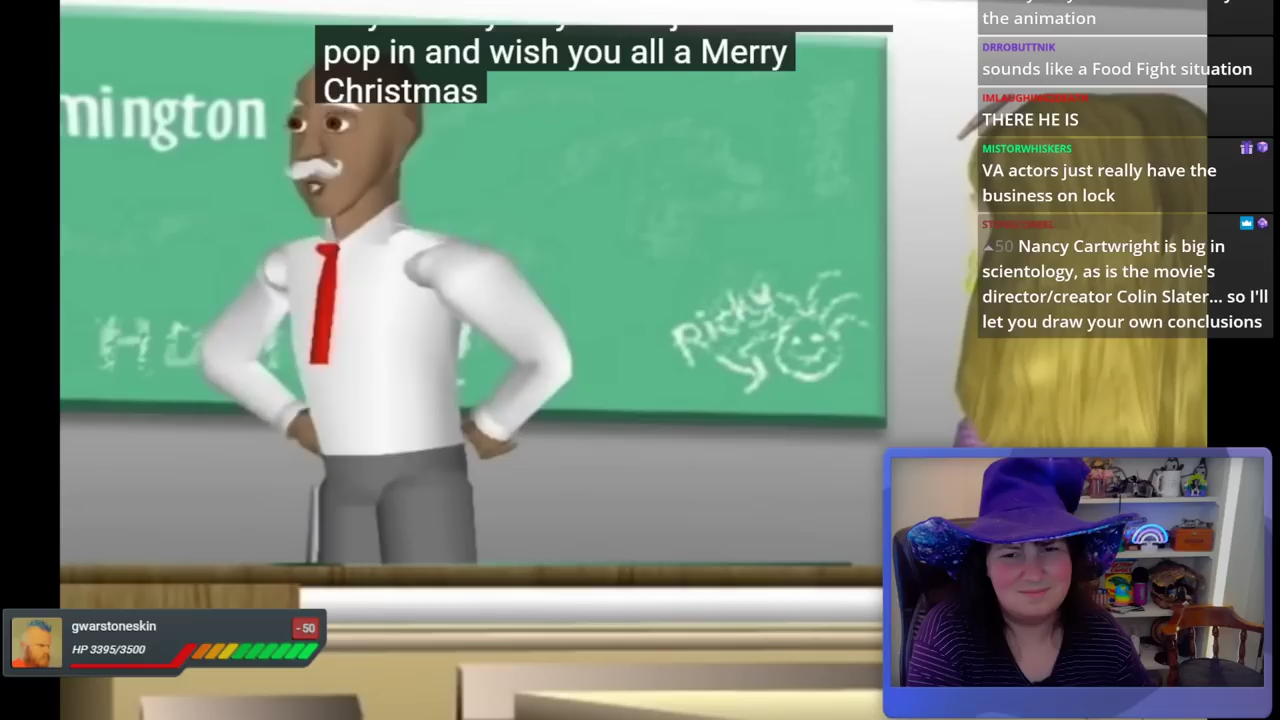 pop in and wish you all a Merry
Christmas
mington
Ricky
the animation
DRROBUTTNIK
sounds like a Food Fight situation
THERE HE IS
MISTORWHISKERS
VA actors just really have the
business on lock
50 Nancy Cartwright is big in
scientology, as is the movie's
director/creator Colin Slater... so I'll
let you draw your own conclusions
gwarstoneskin
-50
HP 3395/3500